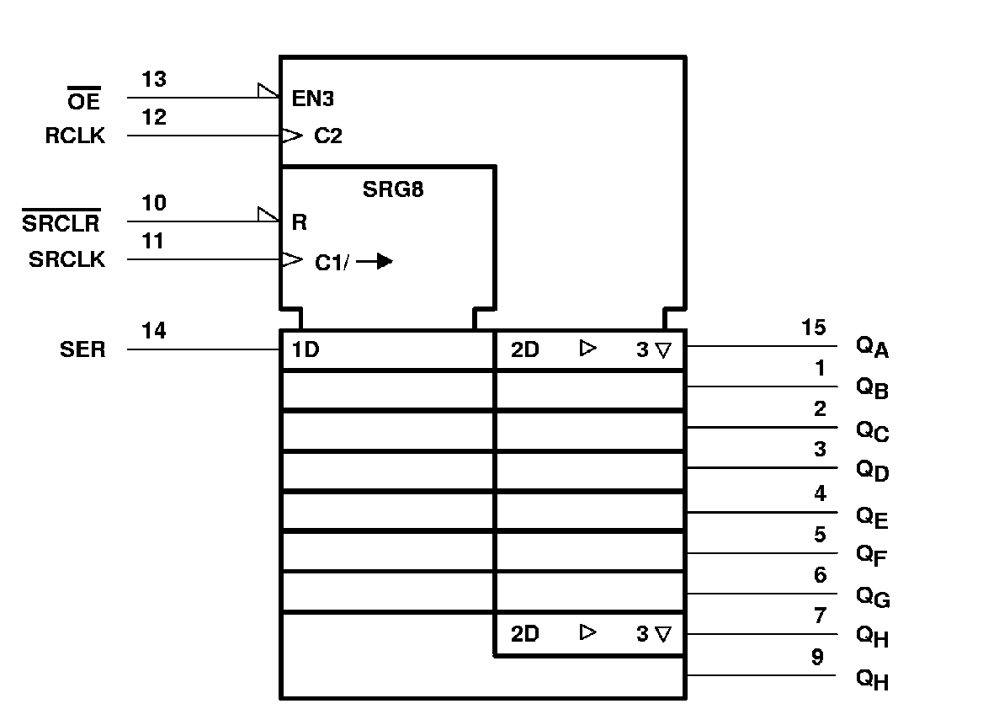 13
OE
EN3
12
RCLK
C2
SRG8
10
SRCLR
R
11
SRCLK
C1/
14
SER
1D
2D
3
15
QA
1
QB
2
QC
3
QD
4
QE
5
QF
6
QG
7
2D
3
QH
9
QH